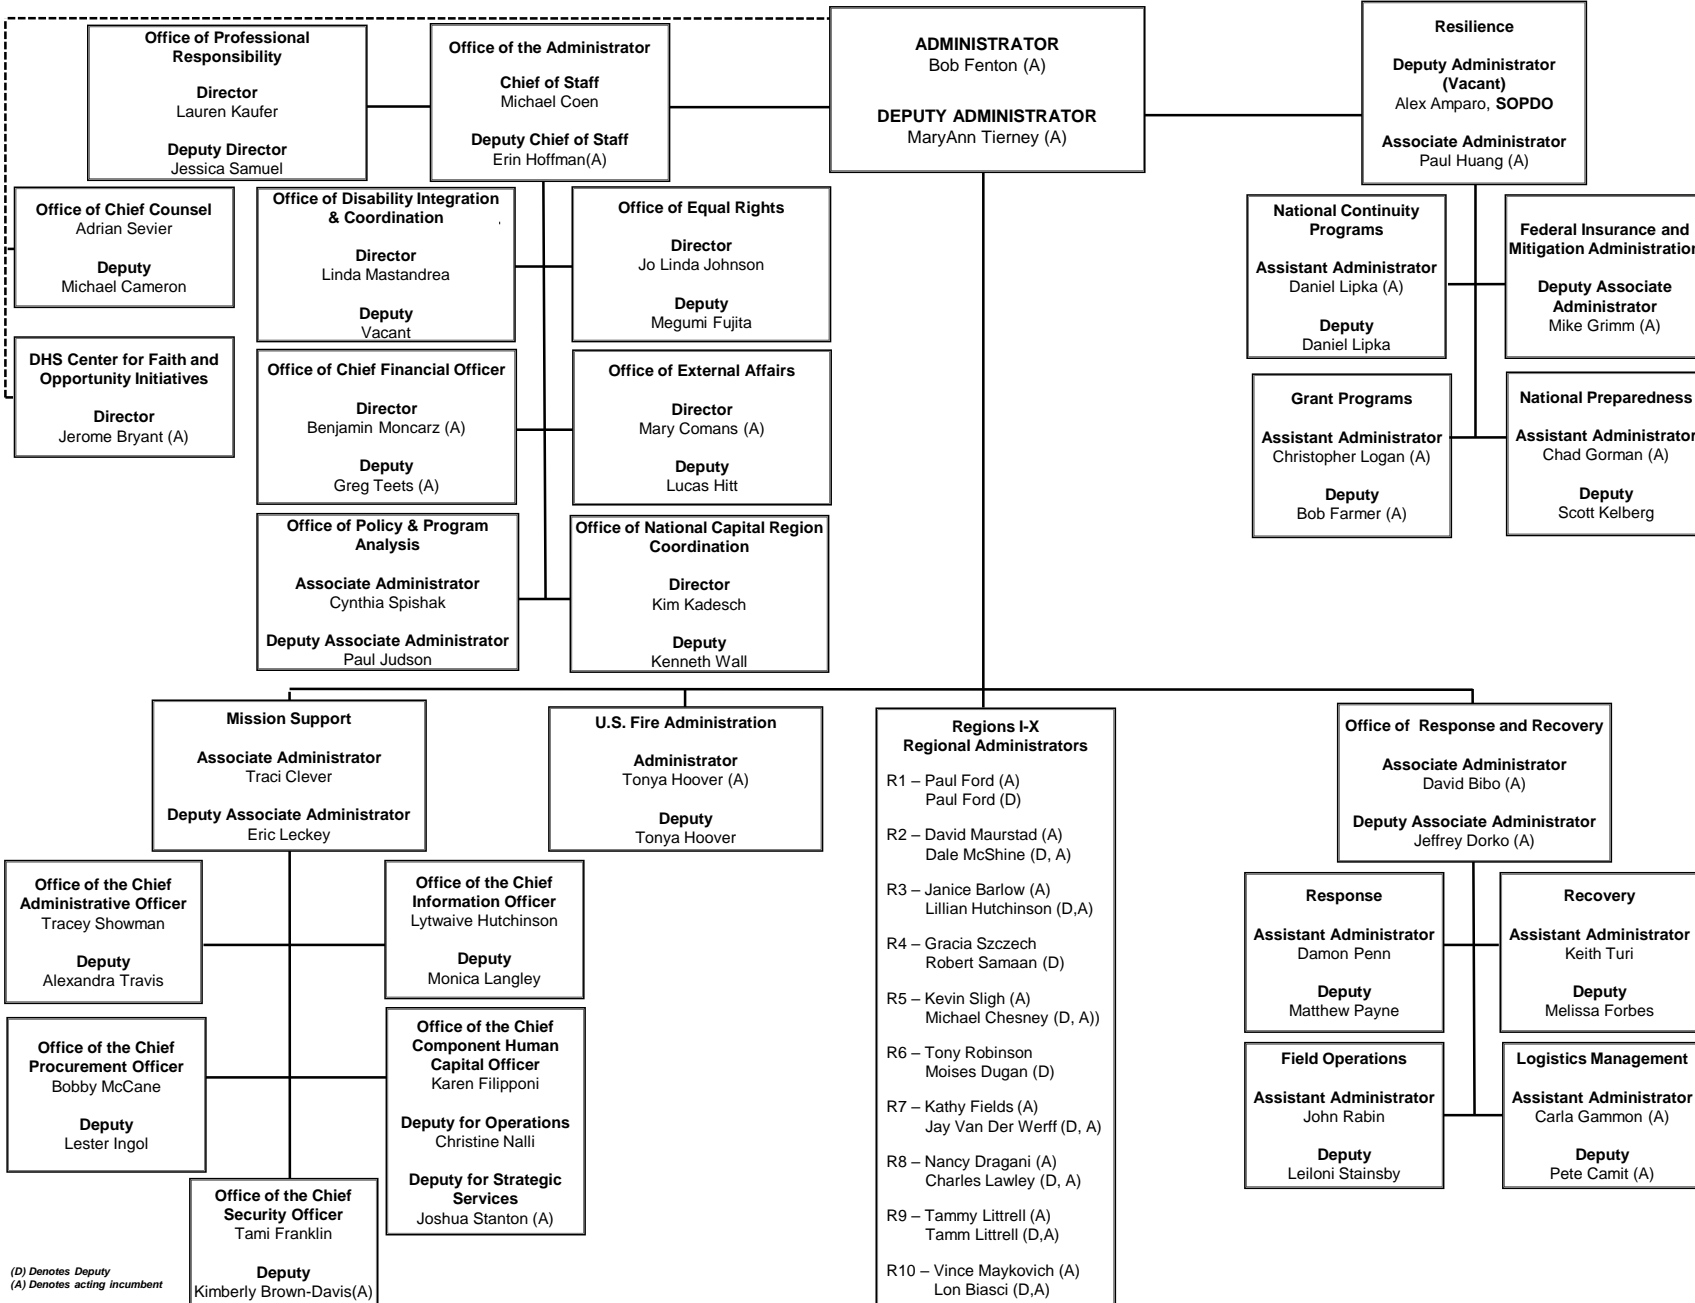 Office of Professional
Responsibility
Director
Lauren Kaufer
Deputy Director
Jessica Samuel
Office of the Administrator
Chief of Staff
Michael Coen
Deputy Chief of Staff
Erin Hoffman(A)
ADMINISTRATOR
Bob Fenton (A)
DEPUTY ADMINISTRATOR
MaryAnn Tierney (A)
Resilience
Deputy Administrator
(Vacant)
Alex Amparo, SOPDO
Associate Administrator
Paul Huang (A)
Office of Chief Counsel
Adrian Sevier
Deputy
Michael Cameron
Office of Disability Integration
& Coordination
Director
Linda Mastandrea
Deputy
Vacant
Office of Equal Rights
Director
Jo Linda Johnson
Deputy
Megumi Fujita
National Continuity
Programs
Assistant Administrator
Daniel Lipka (A)
Deputy
Daniel Lipka
Federal Insurance and
Mitigation Administration
Deputy Associate
Administrator
Mike Grimm (A)
DHS Center for Faith and
Opportunity Initiatives
Director
Jerome Bryant (A)
Office of Chief Financial Officer
Director
Benjamin Moncarz (A)
Deputy
Greg Teets (A)
Office of External Affairs
Director
Mary Comans (A)
Deputy
Lucas Hitt
Grant Programs
Assistant Administrator
Christopher Logan (A)
Deputy
Bob Farmer (A)
National Preparedness
Assistant Administrator
Chad Gorman (A)
Deputy
Scott Kelberg
Office of Policy & Program
Analysis
Associate Administrator
Cynthia Spishak
Deputy Associate Administrator
Paul Judson
Office of National Capital Region
Coordination
Director
Kim Kadesch
Deputy
Kenneth Wall
Mission Support
Associate Administrator
Traci Clever
Deputy Associate Administrator
Eric Leckey
U.S. Fire Administration
Administrator
Tonya Hoover (A)
Deputy
Tonya Hoover
Regions I-X
Regional Administrators
R1 – Paul Ford (A)
Paul Ford (D)
R2 – David Maurstad (A)
Dale McShine (D, A)
R3 – Janice Barlow (A)
Lillian Hutchinson (D,A)
R4 – Gracia Szczech
Robert Samaan (D)
R5 – Kevin Sligh (A)
Michael Chesney (D, A))
R6 – Tony Robinson
Moises Dugan (D)
R7 – Kathy Fields (A)
Jay Van Der Werff (D, A)
R8 – Nancy Dragani (A)
Charles Lawley (D, A)
R9 – Tammy Littrell (A)
Tamm Littrell (D,A)
R10 – Vince Maykovich (A)
Lon Biasci (D,A)
Office of Response and Recovery
Associate Administrator
David Bibo (A)
Deputy Associate Administrator
Jeffrey Dorko (A)
Office of the Chief
Administrative Officer
Tracey Showman
Deputy
Alexandra Travis
Office of the Chief
Information Officer
Lytwaive Hutchinson
Deputy
Monica Langley
Response
Assistant Administrator
Damon Penn
Deputy
Matthew Payne
Recovery
Assistant Administrator
Keith Turi
Deputy
Melissa Forbes
Office of the Chief
Procurement Officer
Bobby McCane
Deputy
Lester Ingol
Office of the Chief
Component Human
Capital Officer
Karen Filipponi
Deputy for Operations
Christine Nalli
Deputy for Strategic
Services
Joshua Stanton (A)
Field Operations
Assistant Administrator
John Rabin
Deputy
Leiloni Stainsby
Logistics Management
Assistant Administrator
Carla Gammon (A)
Deputy
Pete Camit (A)
Office of the Chief
Security Officer
Tami Franklin
Deputy
Kimberly Brown-Davis(A)
(D) Denotes Deputy
(A) Denotes acting incumbent